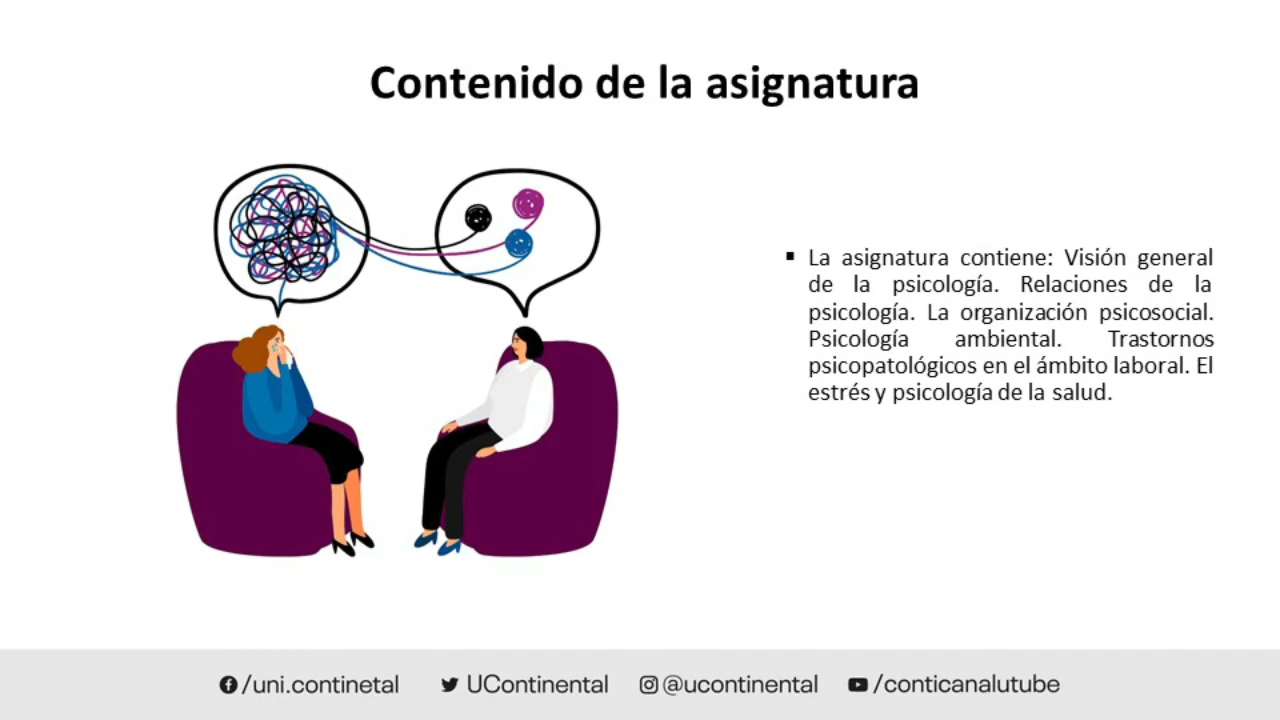 Contenido de la asignatura
▪ La asignatura contiene: Visión general
de la psicología. Relaciones de la
psicología. La organización psicosocial.
Psicología ambiental. Trastornos
psicopatológicos en el ámbito laboral. El
estrés y psicología de la salud.
/uni.continetal UContinental @ucontinental /conticanalutube